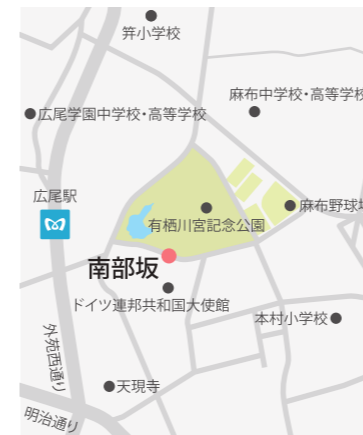 笄小学校
麻布中学校・高等学校
広尾学園中学校・高等学校
広尾駅
麻布野球場
有栖川宮記念公園
南部坂
ドイツ連邦共和国大使館
本村小学校
外苑西通り
天現寺
明治通り